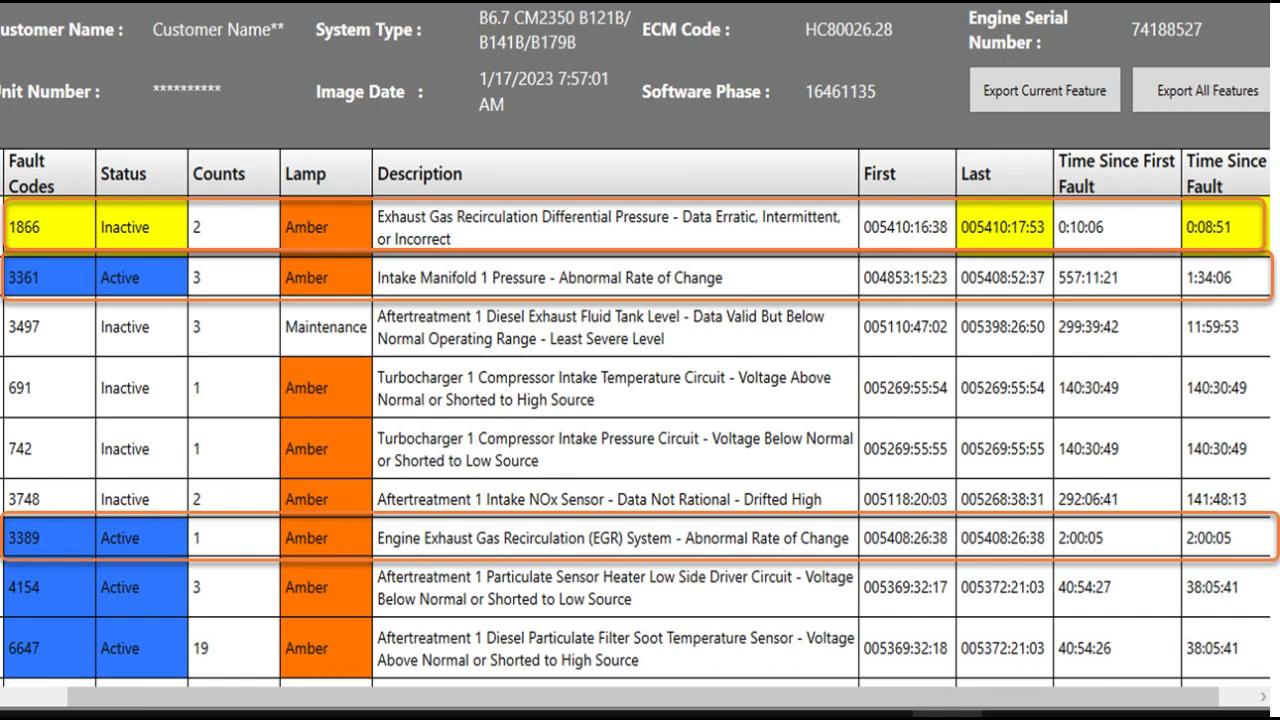 ustomer Name :
Customer Name**
System Type :
B6.7 CM2350 B121B/
B141B/B179B
ECM Code :
HC80026.28
Engine Serial
Number :
74188527
nit Number :
**********
Image Date :
1/17/2023 7:57:01
AM
Software Phase :
16461135
Export Current Feature
Export All Features
Fault
Codes
Status
Counts
Lamp
Description
First
Last
Time Since First
Fault
Time Since
Fault
1866 Inactive 2 Amber Exhaust Gas Recirculation Differential Pressure - Data Erratic, Intermittent,
or Incorrect
005410:16:38 005410:17:53 0:10:06 0:08:51
3361 Active 3 Amber Intake Manifold 1 Pressure - Abnormal Rate of Change 004853:15:23 005408:52:37 557:11:21 1:34:06
3497 Inactive 3 Maintenance Aftertreatment 1 Diesel Exhaust Fluid Tank Level - Data Valid But Below
Normal Operating Range - Least Severe Level
005110:47:02 005398:26:50 299:39:42 11:59:53
691 Inactive 1 Amber Turbocharger 1 Compressor Intake Temperature Circuit - Voltage Above
Normal or Shorted to High Source
005269:55:54 005269:55:54 140:30:49 140:30:49
742 Inactive 1 Amber Turbocharger 1 Compressor Intake Pressure Circuit - Voltage Below Normal
or Shorted to Low Source
005269:55:55 005269:55:55 140:30:49 140:30:49
3748 Inactive 2 Amber Aftertreatment 1 Intake NOx Sensor - Data Not Rational - Drifted High 005118:20:03 005268:38:31 292:06:41 141:48:13
3389 Active 1 Amber Engine Exhaust Gas Recirculation (EGR) System - Abnormal Rate of Change 005408:26:38 005408:26:38 2:00:05 2:00:05
4154 Active 3 Amber Aftertreatment 1 Particulate Sensor Heater Low Side Driver Circuit - Voltage
Below Normal or Shorted to Low Source
005369:32:17 005372:21:03 40:54:27 38:05:41
6647 Active 19 Amber Aftertreatment 1 Diesel Particulate Filter Soot Temperature Sensor - Voltage
Above Normal or Shorted to High Source
005369:32:18 005372:21:03 40:54:26 38:05:41